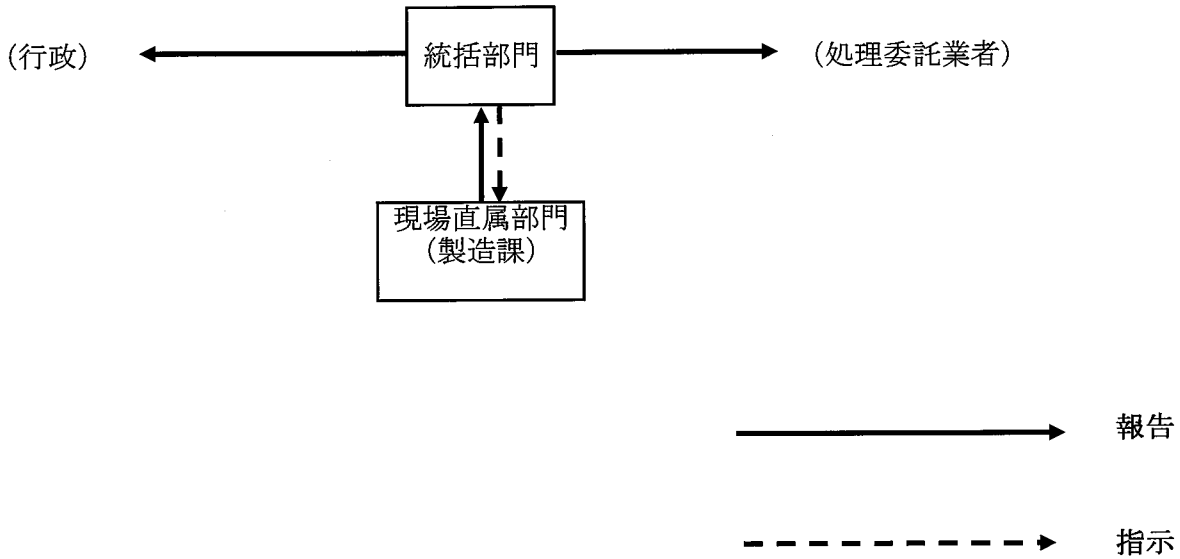 （行政）
統括部門
（処理委託業者）
現場直属部門
（製造課）
報告
指示